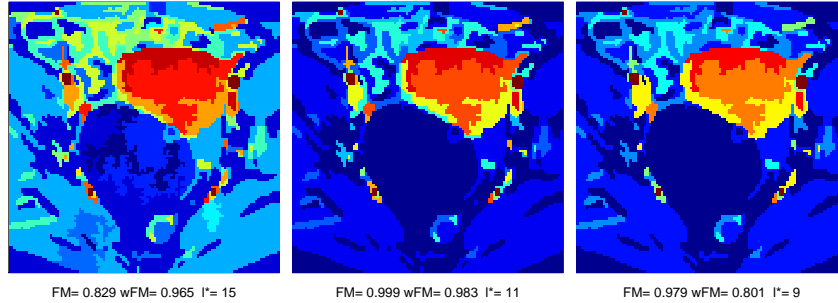 FM= 0.829 wFM= 0.965 l*= 15
FM= 0.999 wFM= 0.983 l*= 11
FM= 0.979 wFM= 0.801 l*= 9